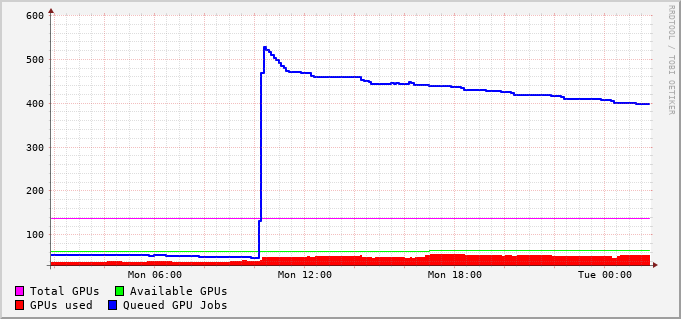 600
500
400
300
200
100
Mon 06:00 Mon 12:00 Mon 18:00 Tue 00:00
Total GPUs Available GPUs
GPUs used Queued GPU Jobs
RRDTOOL / TOBI OETIKER